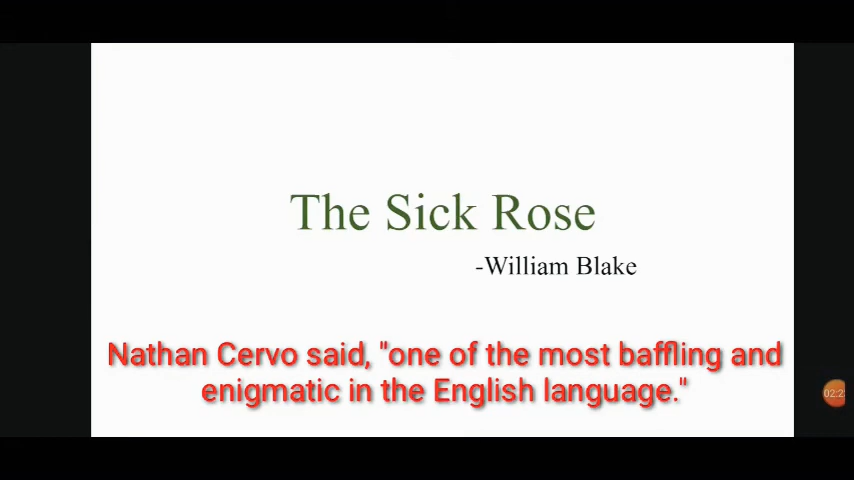 The Sick Rose
-William Blake
Nathan Cervo said, "one of the most baffling and
enigmatic in the English language."